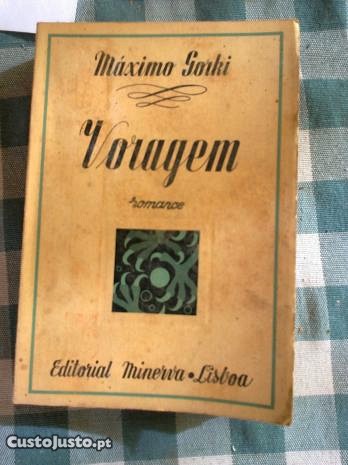 Máximo Gorki
Voragem
romance
Editorial Minerva • Lisboa
CustoJusto.pt